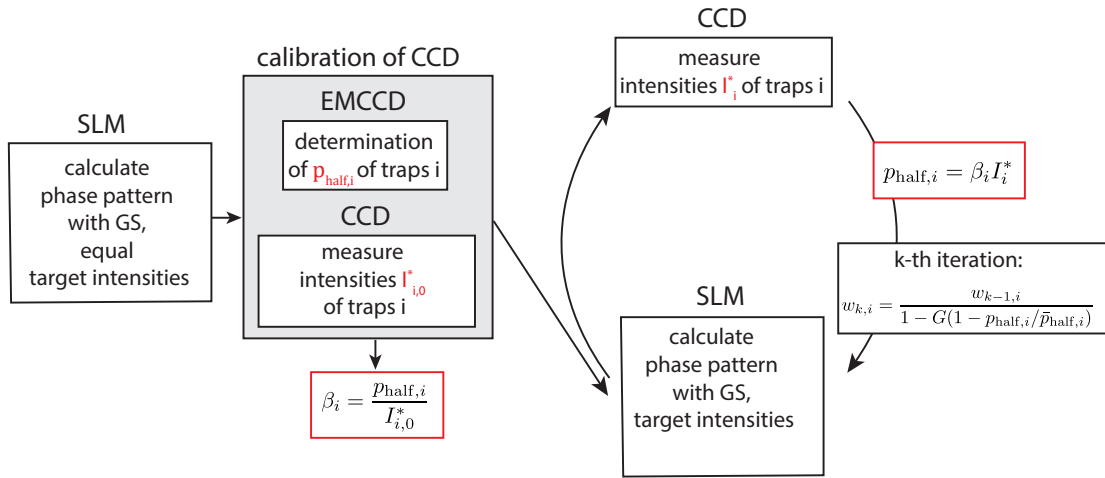 SLM
calculate
phase pattern
with GS,
equal
target intensities
calibration of CCD
EMCCD
determination
of p_half,i of traps i
CCD
measure
intensities I*_i,0
of traps i
β_i = p_half,i / I*_i,0
CCD
measure
intensities I*_i of traps i
p_half,i = β_i I*_i
k-th iteration:
w_k,i = w_k−1,i / 1 − G(1 − p_half,i/p̄_half,i)
SLM
calculate
phase pattern
with GS,
target intensities